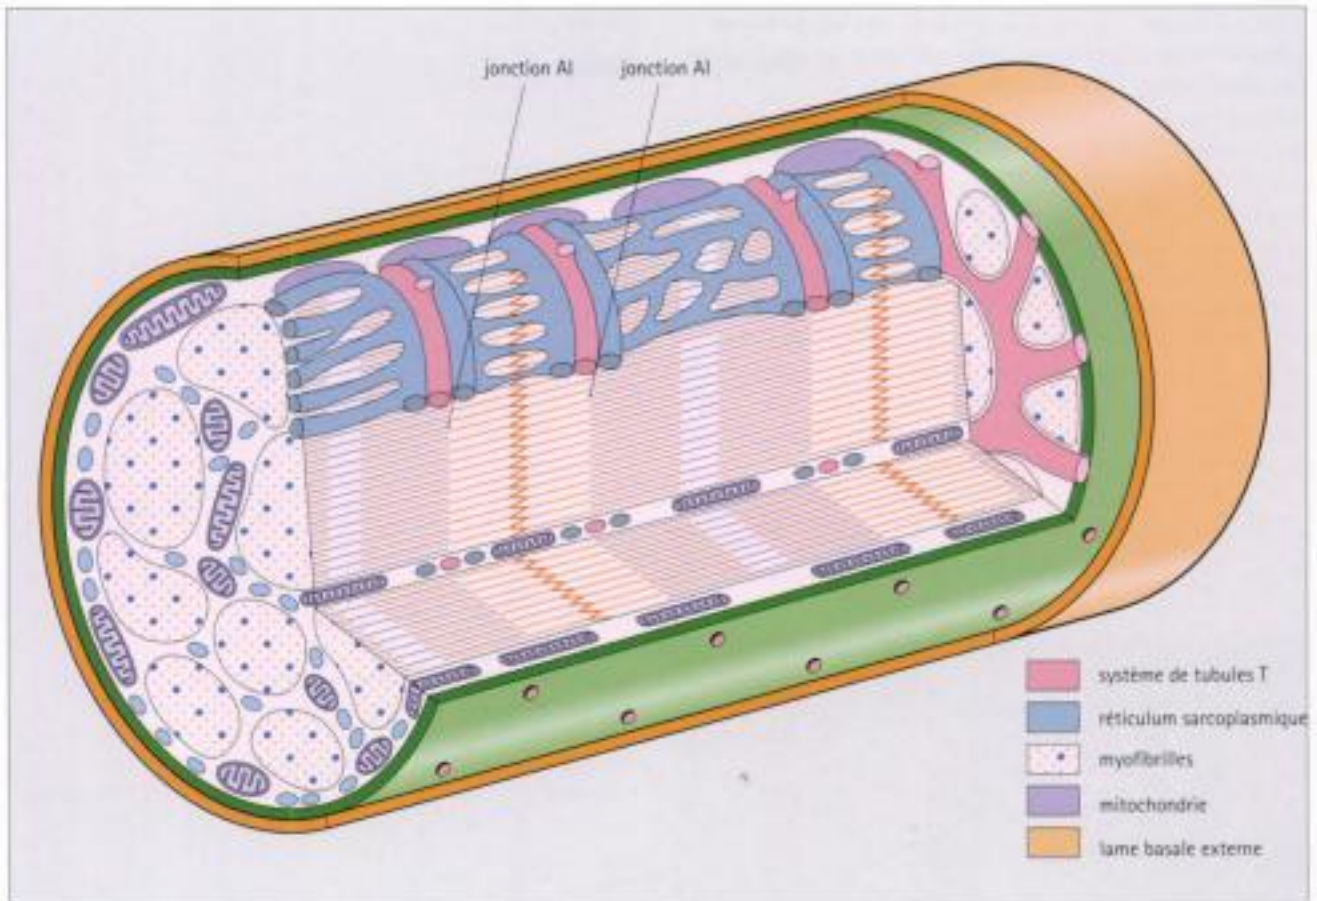 jonction AI
jonction AI
système de tubules T
réticulum sarcoplasmique
myofibrilles
mitochondrie
lame basale externe